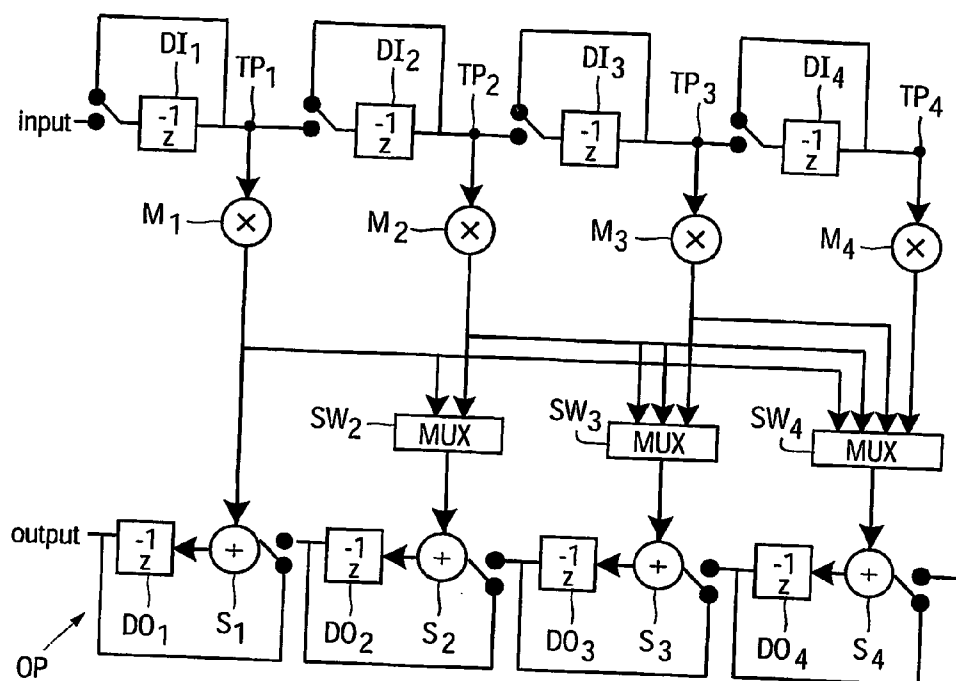 DI1
DI2
DI3
DI4
TP1
TP2
TP3
TP4
input
-1
z
-1
z
-1
z
-1
z
M1
×
M2
×
M3
×
M4
×
SW2
MUX
SW3
MUX
SW4
MUX
output
-1
z
+
-1
z
+
-1
z
+
-1
z
+
DO1
S1
DO2
S2
DO3
S3
DO4
S4
OP